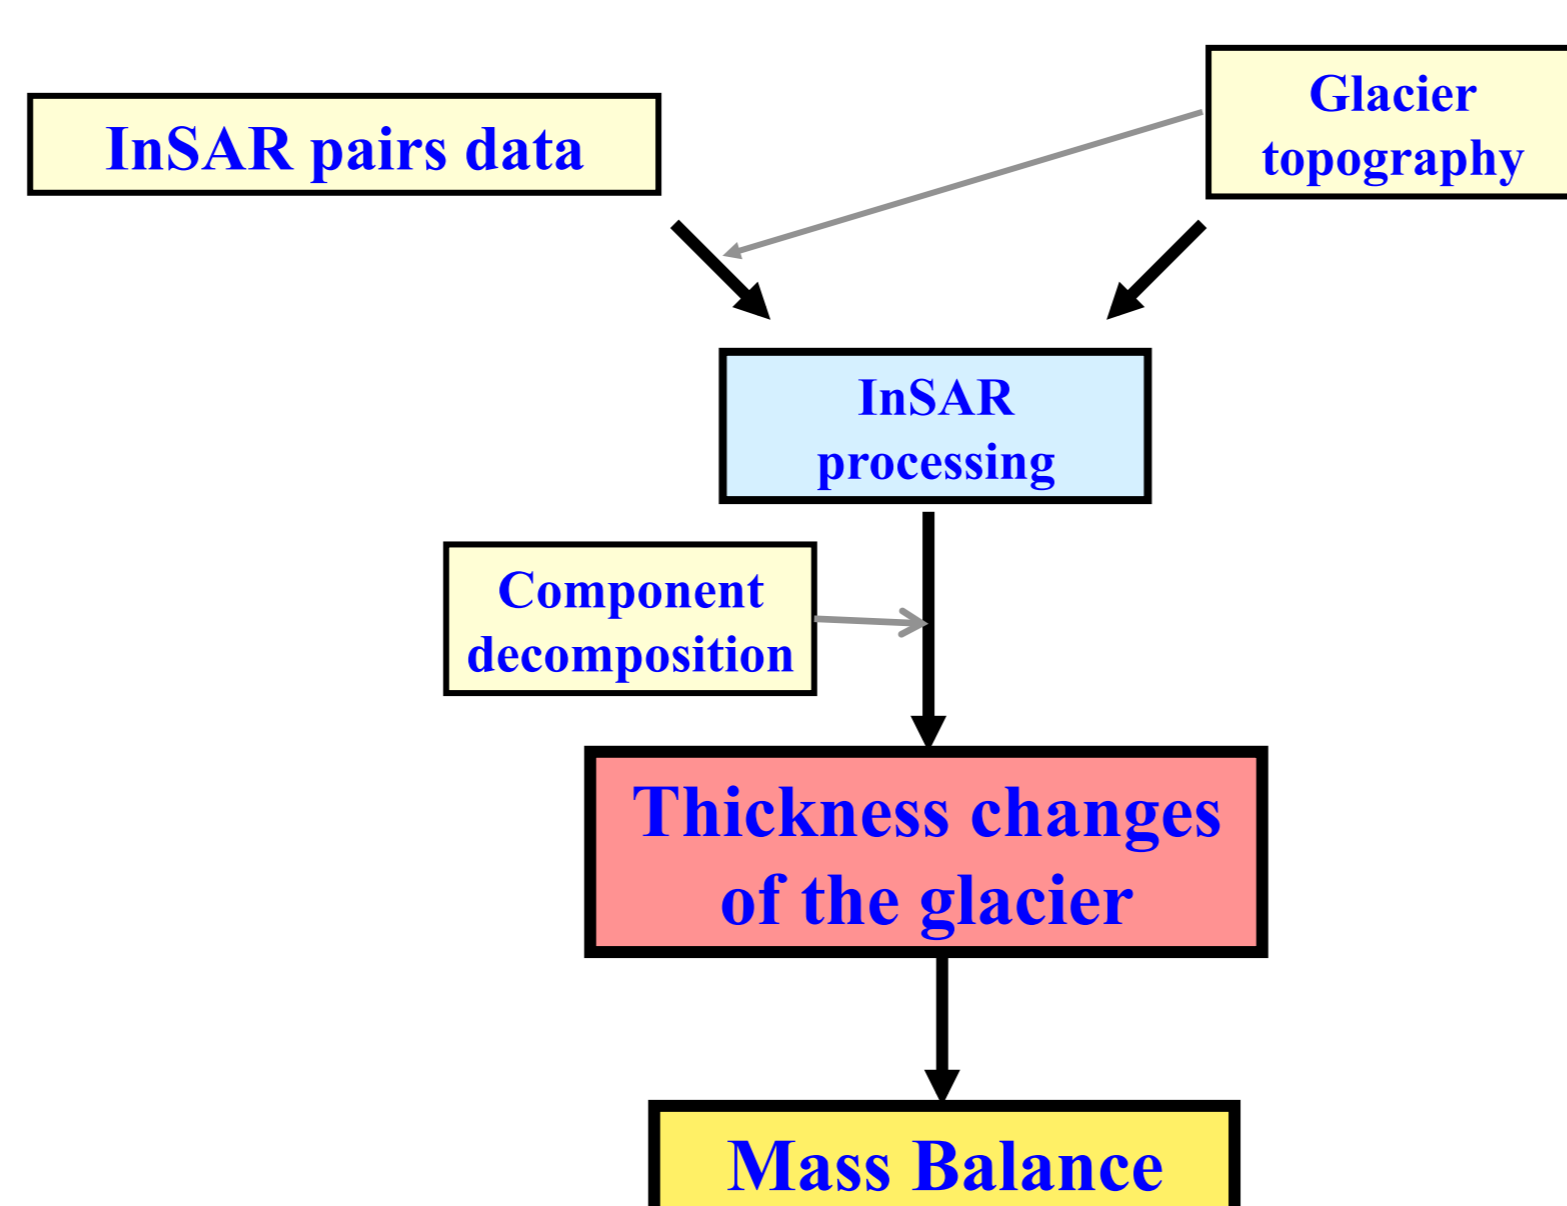 InSAR pairs data
Glacier
topography
InSAR
processing
Component
decomposition
Thickness changes
of the glacier
Mass Balance